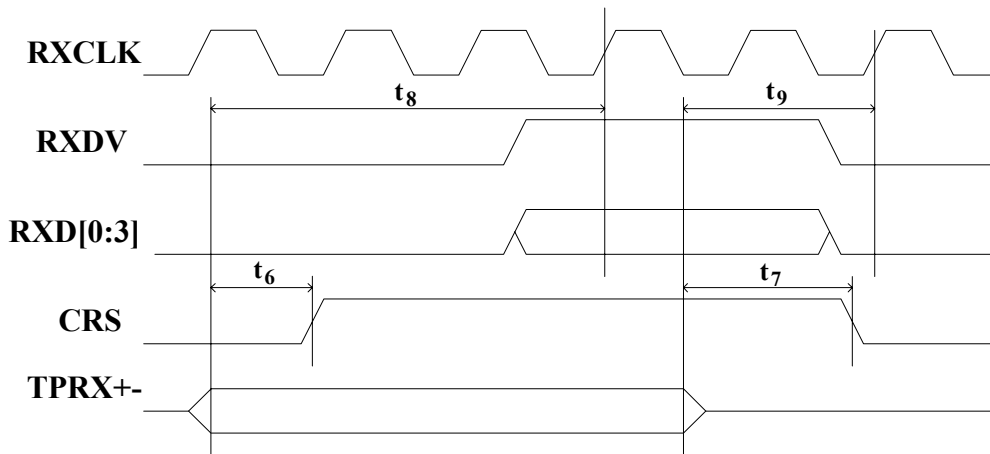 RXCLK
t8
t9
RXDV
RXD[0:3]
t6
t7
CRS
TPRX+-